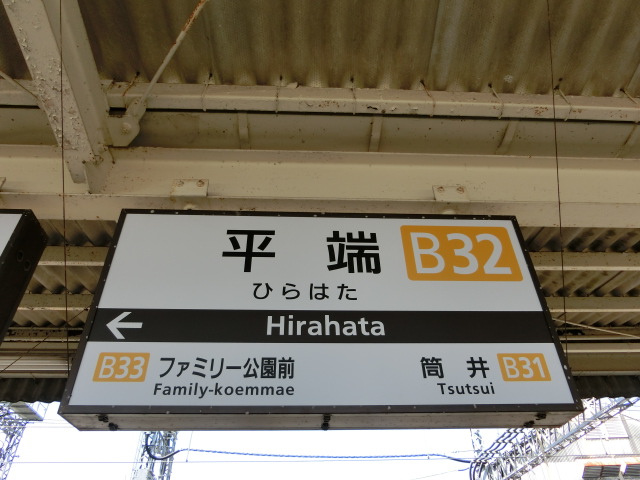 平端 B32
ひらはた
← Hirahata
B33 ファミリー公園前 筒井 B31
Family-koemmae Tsutsui